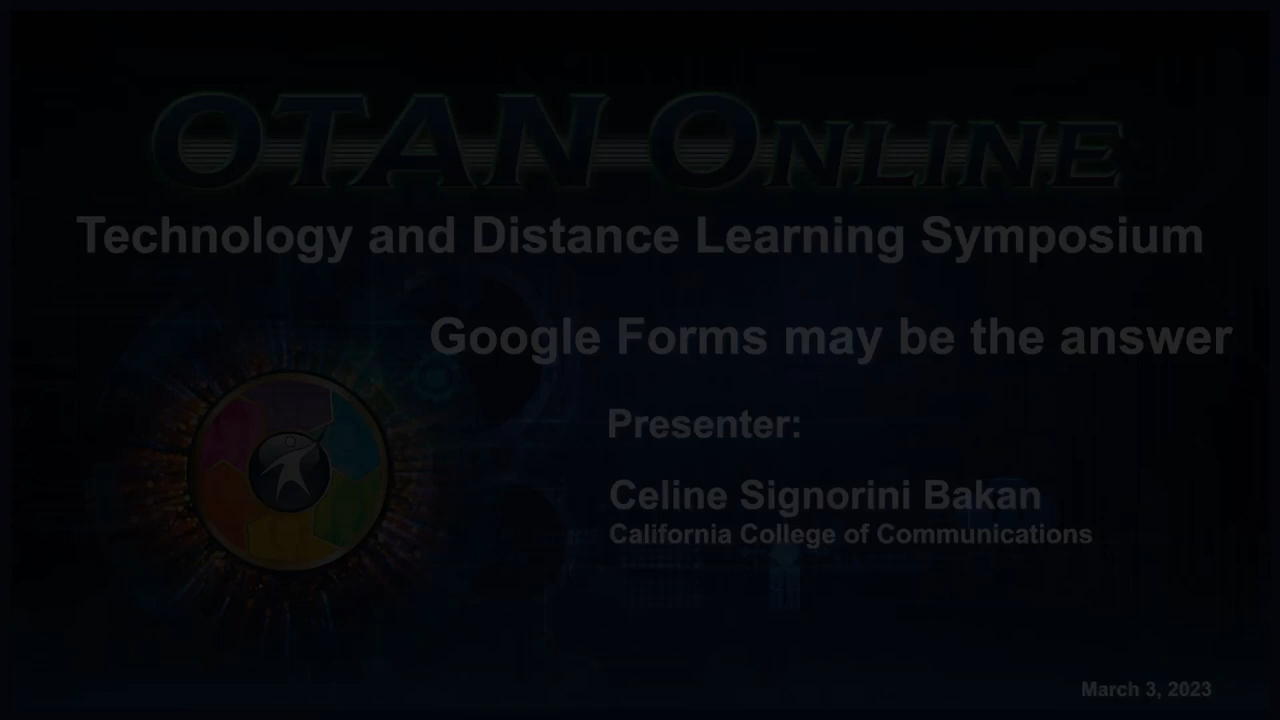 OTAN ONLINE
Technology and Distance Learning Symposium
Google Forms may be the answer
Presenter:
Celine Signorini Bakan
California College of Communications
March 3, 2023